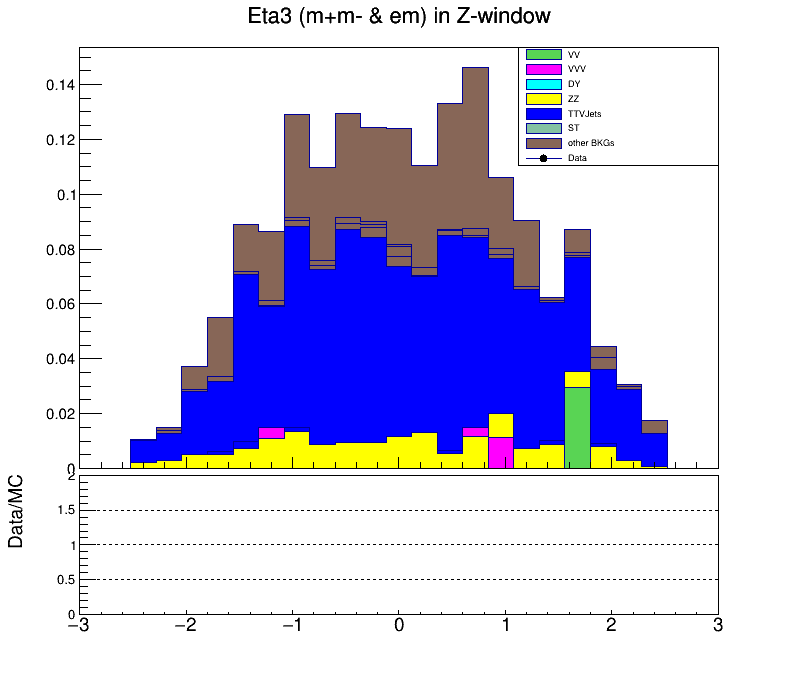 Eta3 (m+m- & em) in Z-window
VV
VVV
DY
ZZ
TTVJets
ST
other BKGs
Data
0.14
0.12
0.1
0.08
0.06
0.04
0.02
0
Data/MC
2
1.5
1
0.5
0
−3
−2
−1
0
1
2
3